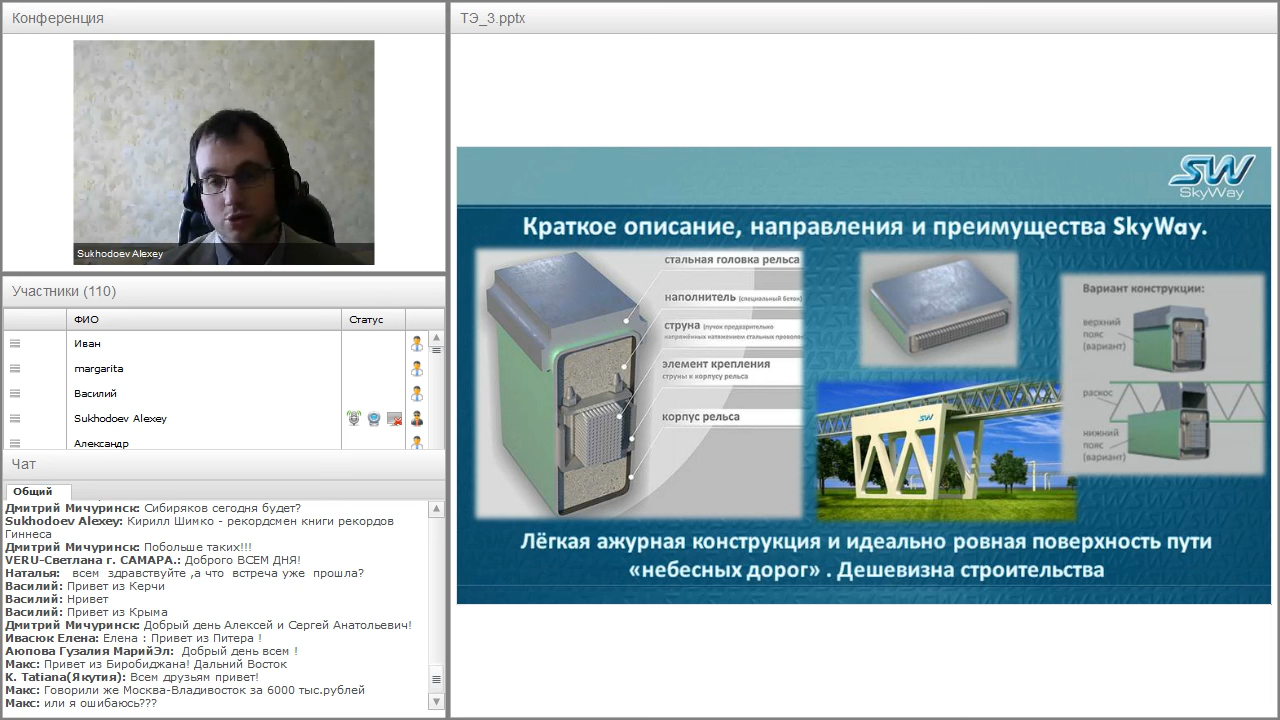 Конференция
Sukhodoev Alexey
Участники (110)
ФИО
Статус
Иван
margarita
Василий
Sukhodoev Alexey
Александр
Чат
Общий
Дмитрий Мичуринск: Сибиряков сегодня будет?
Sukhodoev Alexey: Кирилл Шимко - рекордсмен книги рекордов
Гиннеса
Дмитрий Мичуринск: Побольше таких!!!
VERU-Светлана г. САМАРА.: Доброго ВСЕМ ДНЯ!
Наталья: всем здравствуйте ,а что встреча уже прошла?
Василий: Привет из Керчи
Василий: Нривет
Василий: Привет из Крыма
Дмитрий Мичуринск: Добрый день Алексей и Сергей Анатольевич!
Ивасюк Елена: Елена : Привет из Питера !
Аюпова Гузалия МарийЭл: Добрый день всем !
Макс: Привет из Биробиджана! Дальний Восток
K. Tatiana(Якутия): Всем друзьям привет!
Макс: Говорили же Москва-Владивосток за 6000 тыс.рублей
Макс: или я ошибаюсь???
ТЭ_3.pptx
SW
SkyWay
Краткое описание, направления и преимущества SkyWay.
стальная головка рельса
наполнитель (специальный бетон)
струна (пучок предварительно
напряжённых натяжением стальных проволок
элемент крепления
струны к корпусу рельса
корпус рельса
SW
Вариант конструкции:
верхний
пояс
(вариант)
раскос
нижний
пояс
(вариант)
Лёгкая ажурная конструкция и идеально ровная поверхность пути
«небесных дорог» . Дешевизна строительства